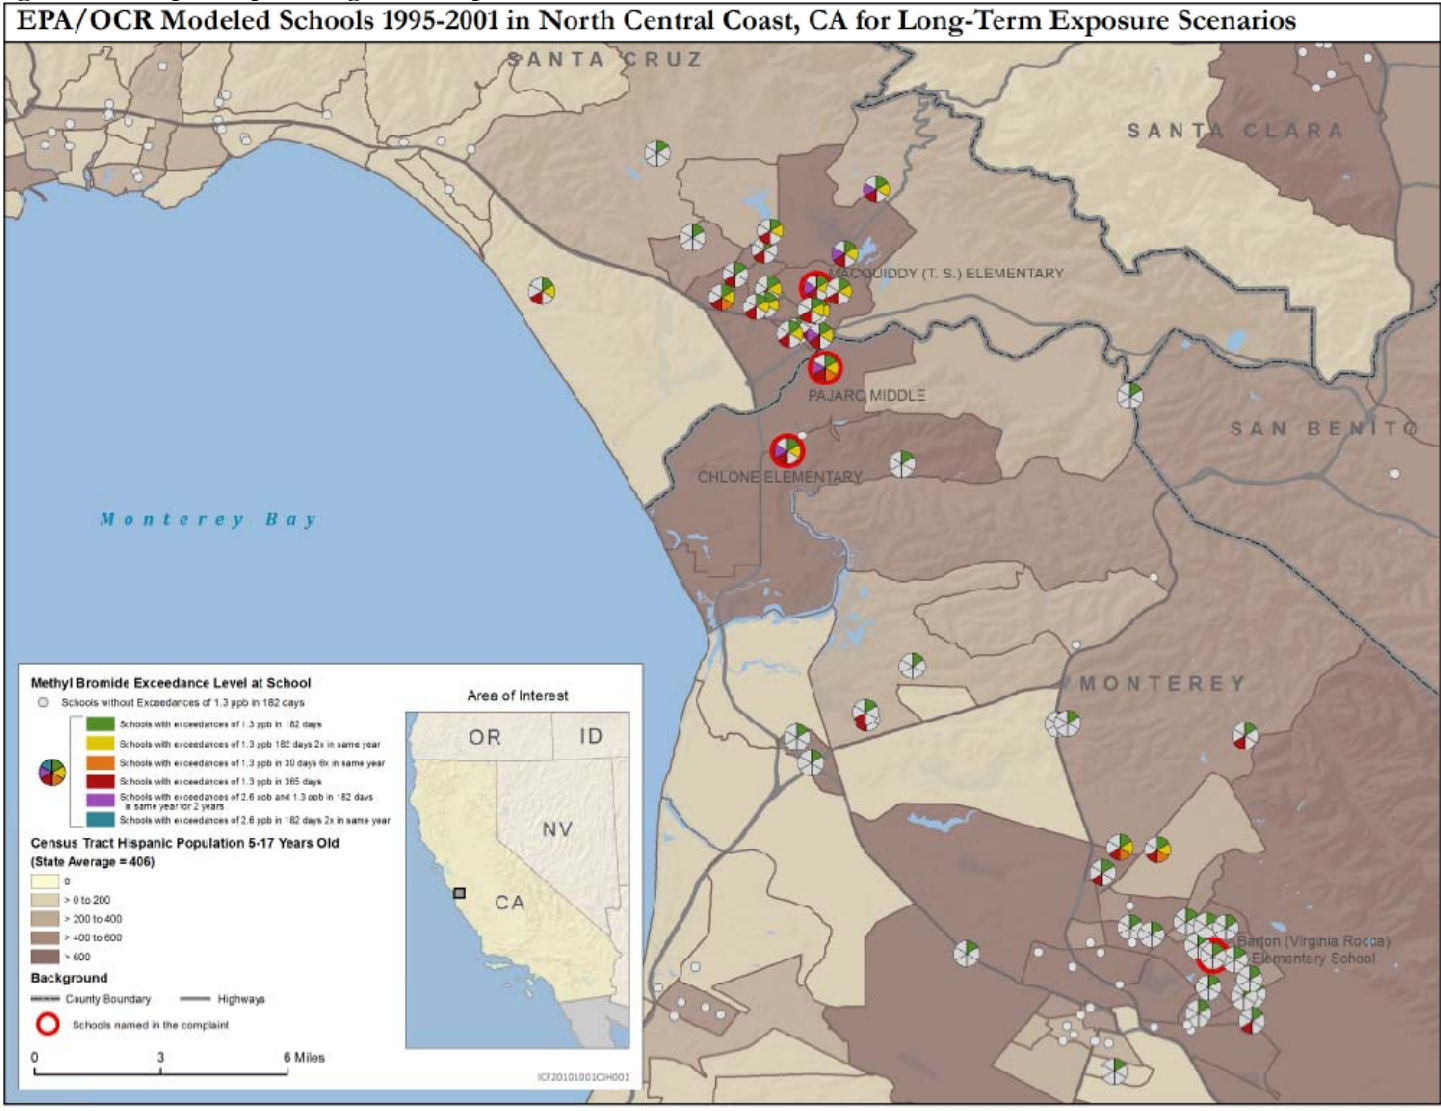 EPA/OCR Modeled Schools 1995-2001 in North Central Coast, CA for Long-Term Exposure Scenarios
SANTA CRUZ
SANTA CLARA
MACQUIDDY (T. S.) ELEMENTARY
PAJARO MIDDLE
SAN BENITO
CHLONE ELEMENTARY
Monterey Bay
MONTEREY
Barton (Virginia Rocca)
Elementary School
Methyl Bromide Exceedance Level at School
Schools without Exceedances of 1.3 ppb in 182 days
Schools with exceedances of 1.3 ppb in 182 days
Schools with exceedances of 1.3 ppb 182 days 2x in same year
Schools with exceedances of 1.3 ppb in 30 days 6x in same year
Schools with exceedances of 1.3 ppb in 365 days
Schools with exceedances of 2.6 ppb and 1.3 ppb in 182 days
in same year for 2 years
Schools with exceedances of 2.6 ppb in 182 days 2x in same year
Census Tract Hispanic Population 5-17 Years Old
(State Average = 406)
0
> 0 to 200
> 200 to 400
> 400 to 600
> 600
Background
County Boundary
Highways
Schools named in the complaint
0 3 6 Miles
Area of Interest
OR
ID
NV
CA